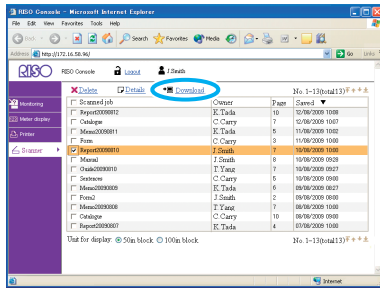 RISO Console - Microsoft Internet Explorer
File Edit View Favorites Tools Help
Back Search Favorites Media
Address http://172.16.58.96/ Go Links
RISO RISO Console Logout J.Smith
Delete Details Download No. 1-13(total13)
Monitoring
Meter display
Printer
Scanner
Scanned job Owner Page Saved ▼
Report20090812 K.Tada 10 12/08/2009 10:08
Catalogue C.Carry 7 12/08/2009 10:07
Memo20090811 K.Tada 5 11/08/2009 10:02
Form C.Carry 3 11/08/2009 10:00
Report20090810 J.Smith 7 10/08/2009 10:00
Manual J.Smith 8 10/08/2009 09:28
Guide20090810 T.Yang 7 10/08/2009 09:27
Sentences C.Carry 5 10/08/2009 09:00
Memo20090809 K.Tada 6 09/08/2009 08:27
Form2 J.Smith 2 09/08/2009 08:00
Memo20090808 T.Yang 7 08/08/2009 10:00
Catalogue C.Carry 10 08/08/2009 09:00
Report20090807 K.Tada 4 07/08/2009 10:00
Unit for display: 50in block 100in block No. 1-13(total13)
Internet